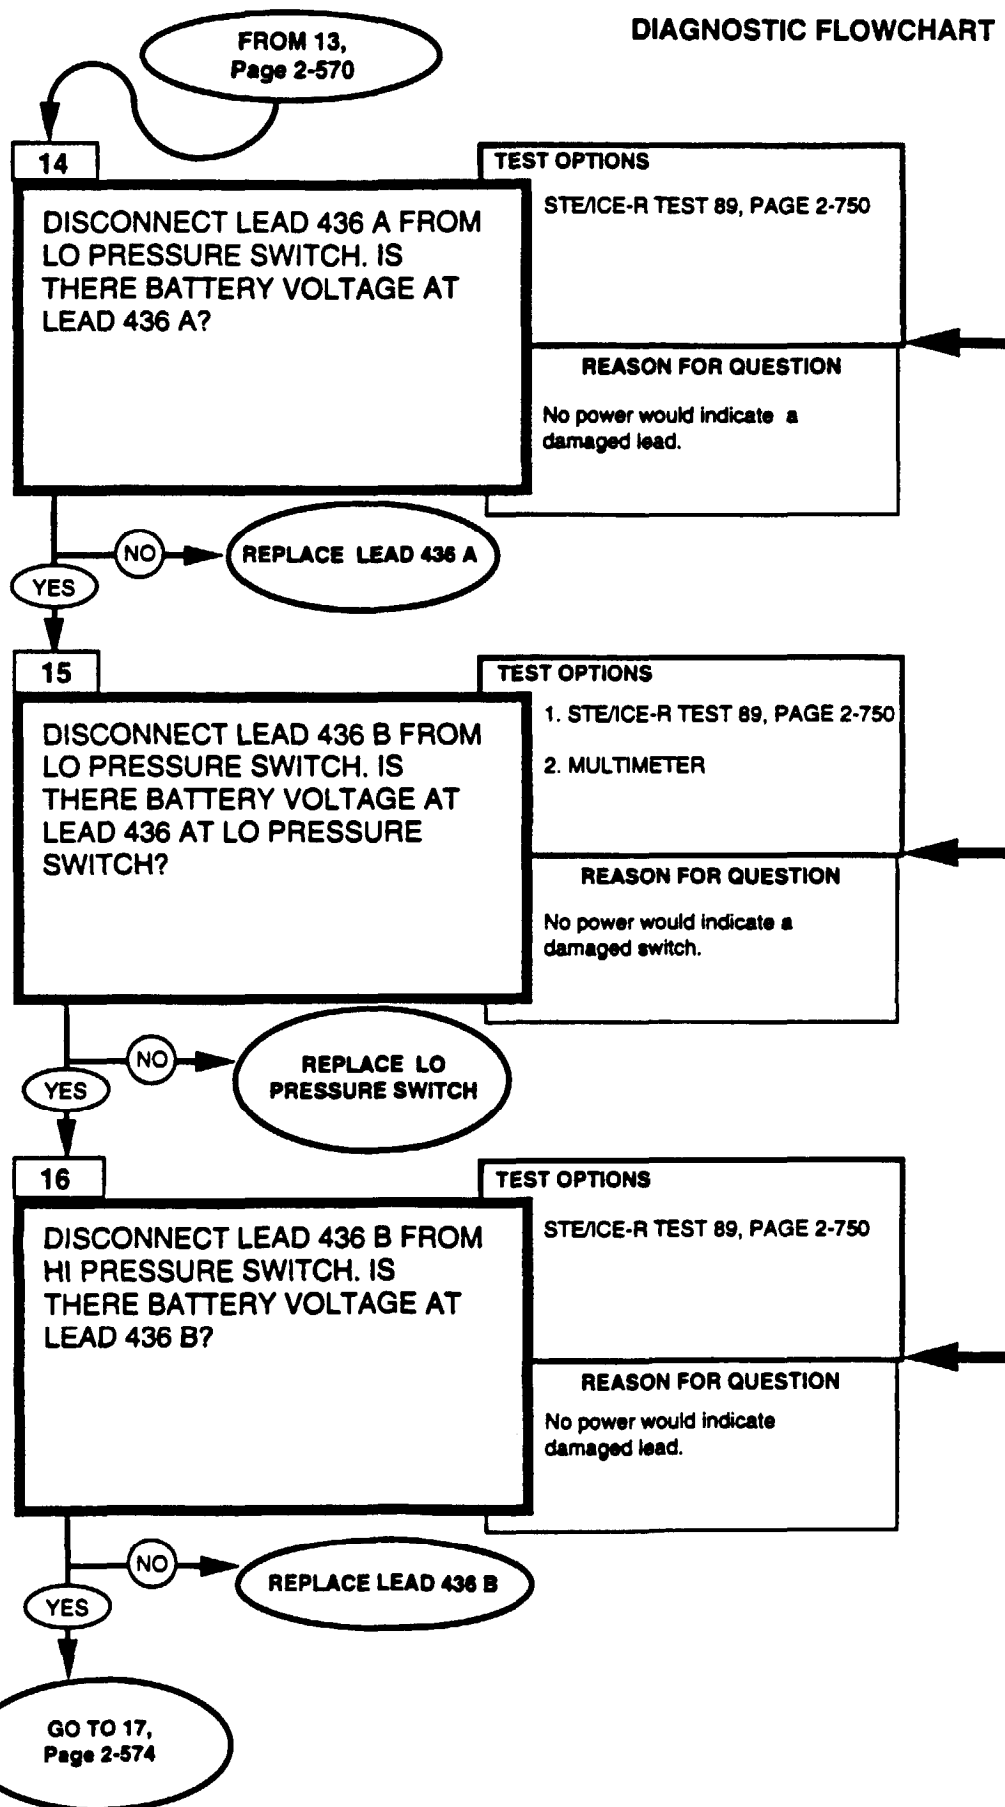 DIAGNOSTIC FLOWCHART
FROM 13,
Page 2-570
14
DISCONNECT LEAD 436 A FROM
LO PRESSURE SWITCH. IS
THERE BATTERY VOLTAGE AT
LEAD 436 A?
TEST OPTIONS
STE/ICE-R TEST 89, PAGE 2-750
REASON FOR QUESTION
No power would indicate a
damaged lead.
NO
REPLACE LEAD 436 A
YES
15
DISCONNECT LEAD 436 B FROM
LO PRESSURE SWITCH. IS
THERE BATTERY VOLTAGE AT
LEAD 436 AT LO PRESSURE
SWITCH?
TEST OPTIONS
1. STE/ICE-R TEST 89, PAGE 2-750
2. MULTIMETER
REASON FOR QUESTION
No power would indicate a
damaged switch.
NO
REPLACE LO
PRESSURE SWITCH
YES
16
DISCONNECT LEAD 436 B FROM
HI PRESSURE SWITCH. IS
THERE BATTERY VOLTAGE AT
LEAD 436 B?
TEST OPTIONS
STE/ICE-R TEST 89, PAGE 2-750
REASON FOR QUESTION
No power would indicate
damaged lead.
NO
REPLACE LEAD 436 B
YES
GO TO 17,
Page 2-574